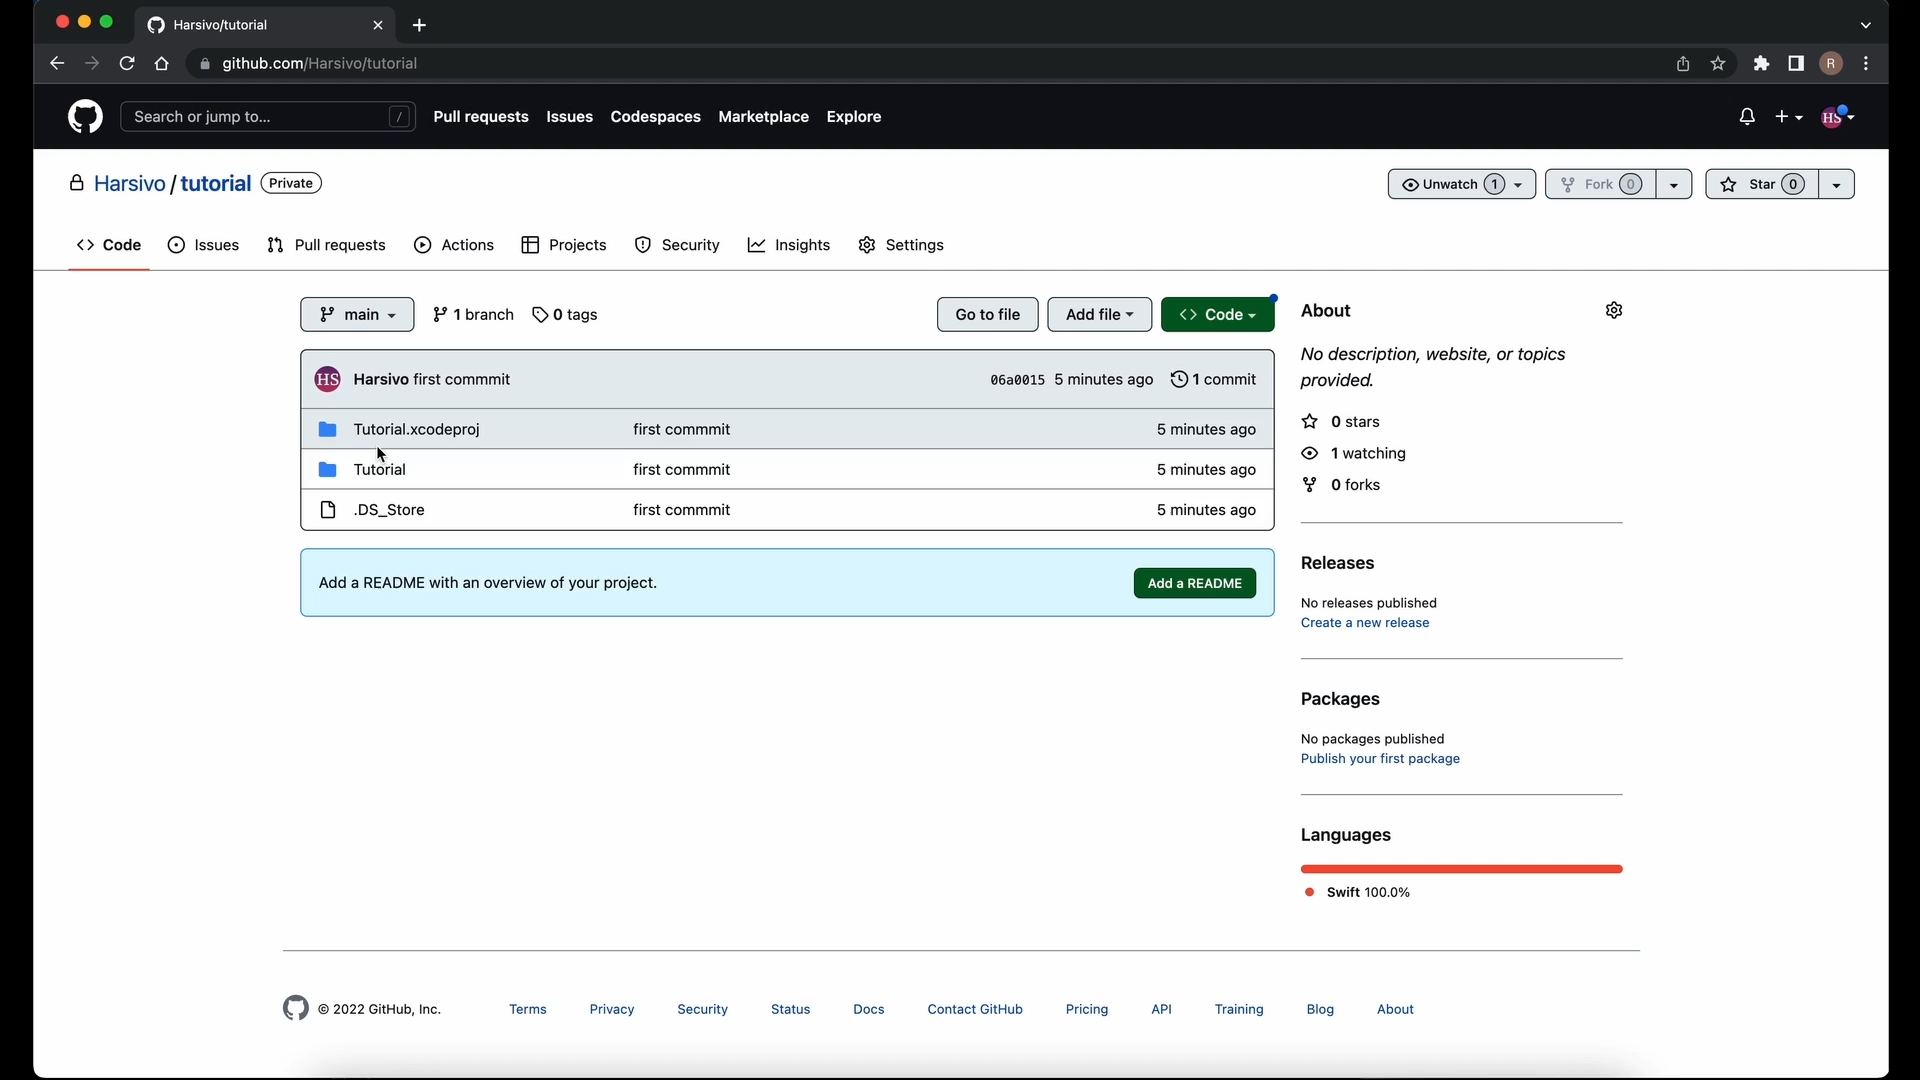 Harsivo/tutorial
github.com/Harsivo/tutorial
R
Search or jump to... /
Pull requests Issues Codespaces Marketplace Explore
HS
Harsivo / tutorial Private
Unwatch 1 Fork 0 Star 0
Code Issues Pull requests Actions Projects Security Insights Settings
main 1 branch 0 tags Go to file Add file Code
HS Harsivo first commmit 06a0015 5 minutes ago 1 commit
Tutorial.xcodeproj first commmit 5 minutes ago
Tutorial first commmit 5 minutes ago
.DS_Store first commmit 5 minutes ago
Add a README with an overview of your project. Add a README
About
No description, website, or topics
provided.
0 stars
1 watching
0 forks
Releases
No releases published
Create a new release
Packages
No packages published
Publish your first package
Languages
Swift 100.0%
© 2022 GitHub, Inc. Terms Privacy Security Status Docs Contact GitHub Pricing API Training Blog About